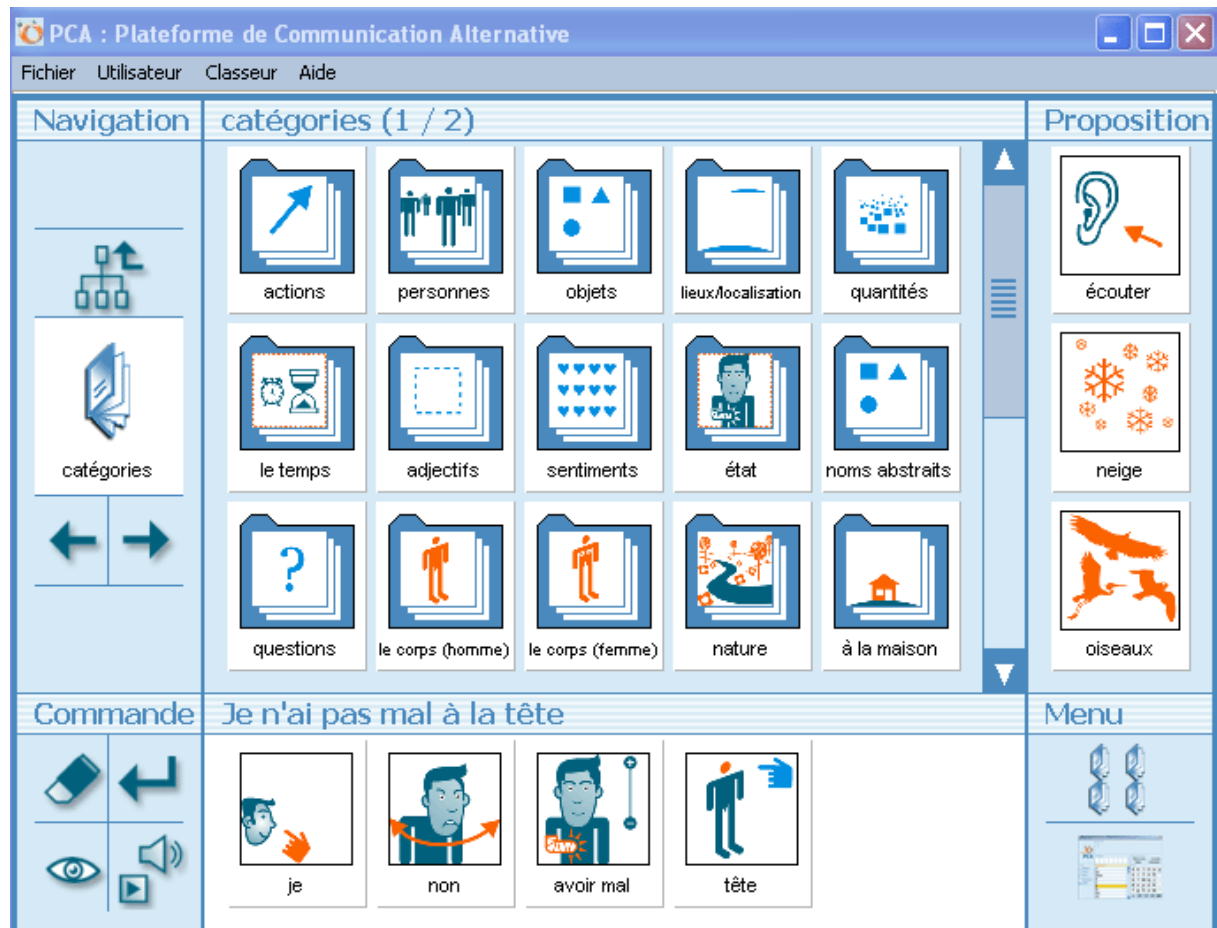 PCA : Plateforme de Communication Alternative
Fichier Utilisateur Classeur Aide
Navigation
catégories (1 / 2)
Proposition
actions
personnes
objets
lieux/localisation
quantités
écouter
catégories
le temps
adjectifs
sentiments
état
noms abstraits
neige
?
questions
le corps (homme)
le corps (femme)
nature
à la maison
oiseaux
Commande
Je n'ai pas mal à la tête
Menu
je
non
avoir mal
tête